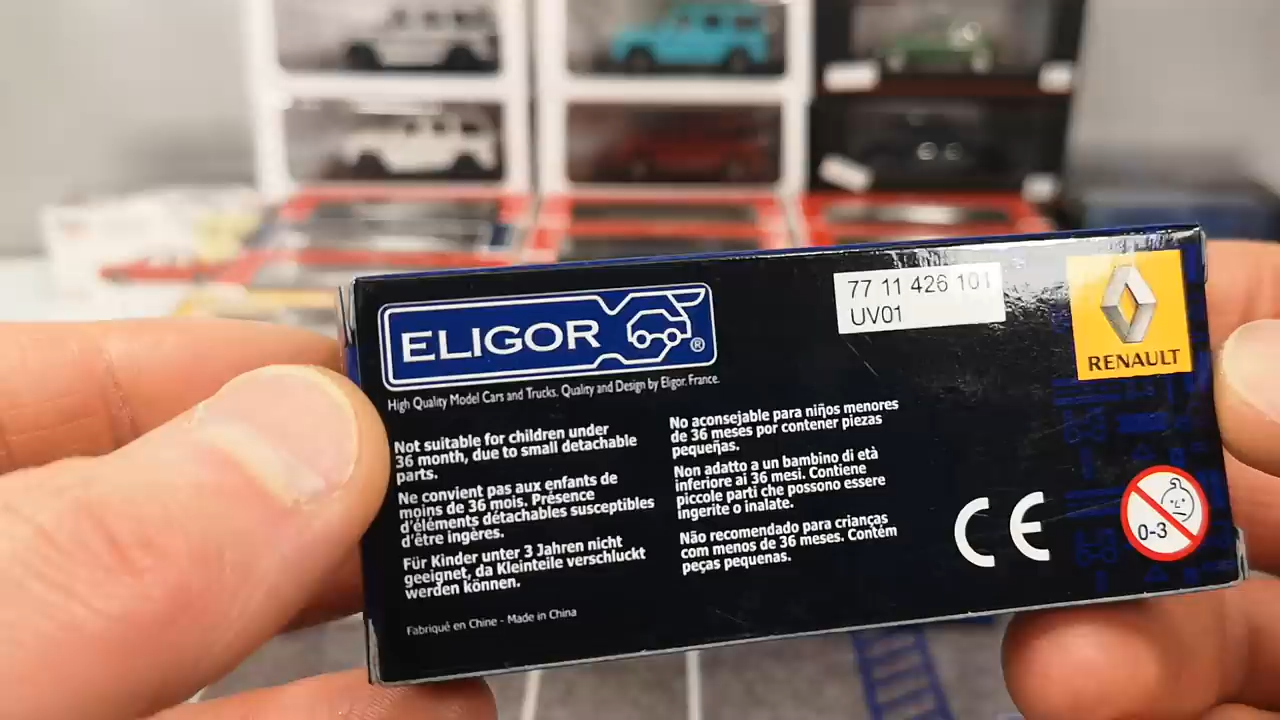 ELIGOR®
High Quality Model Cars and Trucks. Quality and Design by Eligor. France.
77 11 426 101
UV01
RENAULT
Not suitable for children under
36 month, due to small detachable
parts.
Ne convient pas aux enfants de
moins de 36 mois. Présence
d'éléments détachables susceptibles
d'être ingères.
Für Kinder unter 3 Jahren nicht
geeignet, da Kleinteile verschluckt
werden können.
Fabriqué en Chine - Made in China
No aconsejable para niños menores
de 36 meses por contener piezas
pequeñas.
Non adatto a un bambino di età
inferiore ai 36 mesi. Contiene
piccole parti che possono essere
ingerite o inalate.
Não recomendado para crianças
com menos de 36 meses. Contém
peças pequenas.
CE
0-3